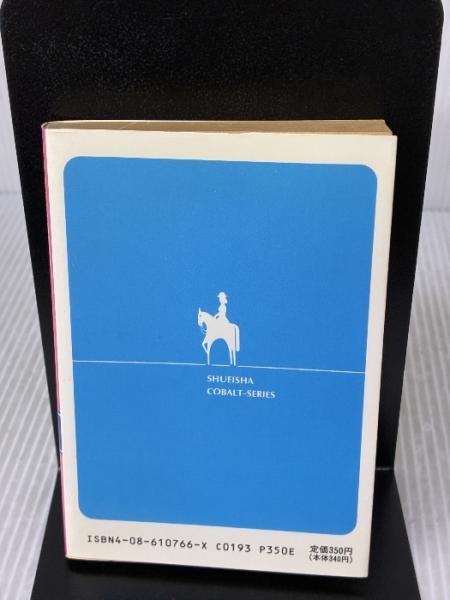 SHUEISHA
COBALT-SERIES
ISBN4-08-610766-X C0193 P350E 定価350円
(本体340円)